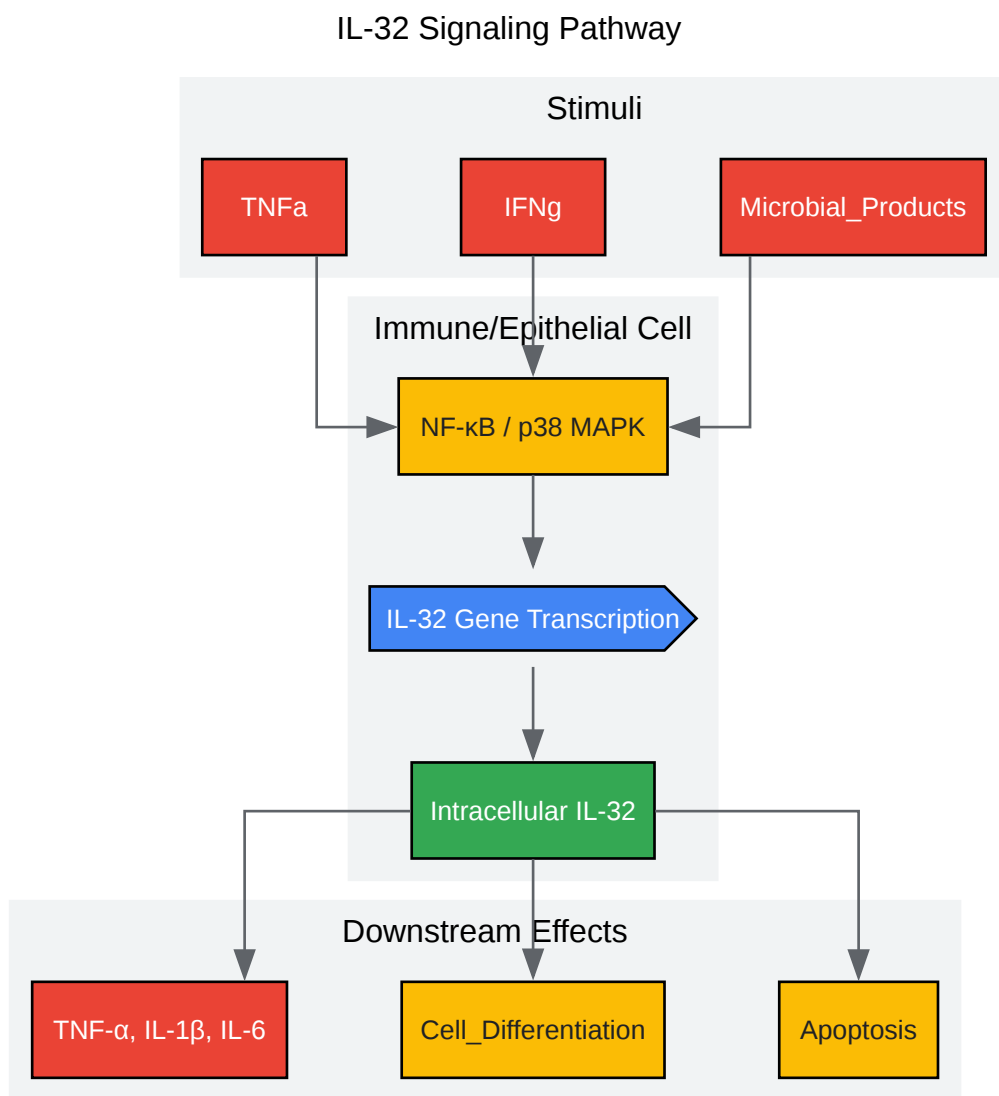 IL-32 Signaling Pathway
Stimuli
TNFa
IFNg
Microbial_Products
Immune/Epithelial Cell
NF-κB / p38 MAPK
IL-32 Gene Transcription
Intracellular IL-32
Downstream Effects
TNF-α, IL-1β, IL-6
Cell_Differentiation
Apoptosis